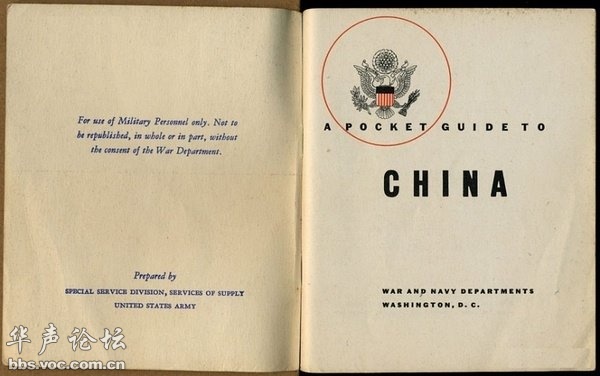 For use of Military Personnel only. Not to
be republished, in whole or in part, without
the consent of the War Department.
Prepared by
SPECIAL SERVICE DIVISION, SERVICES OF SUPPLY
UNITED STATES ARMY
华声论坛
bbs.voc.com.cn
A POCKET GUIDE TO
CHINA
WAR AND NAVY DEPARTMENTS
WASHINGTON, D. C.